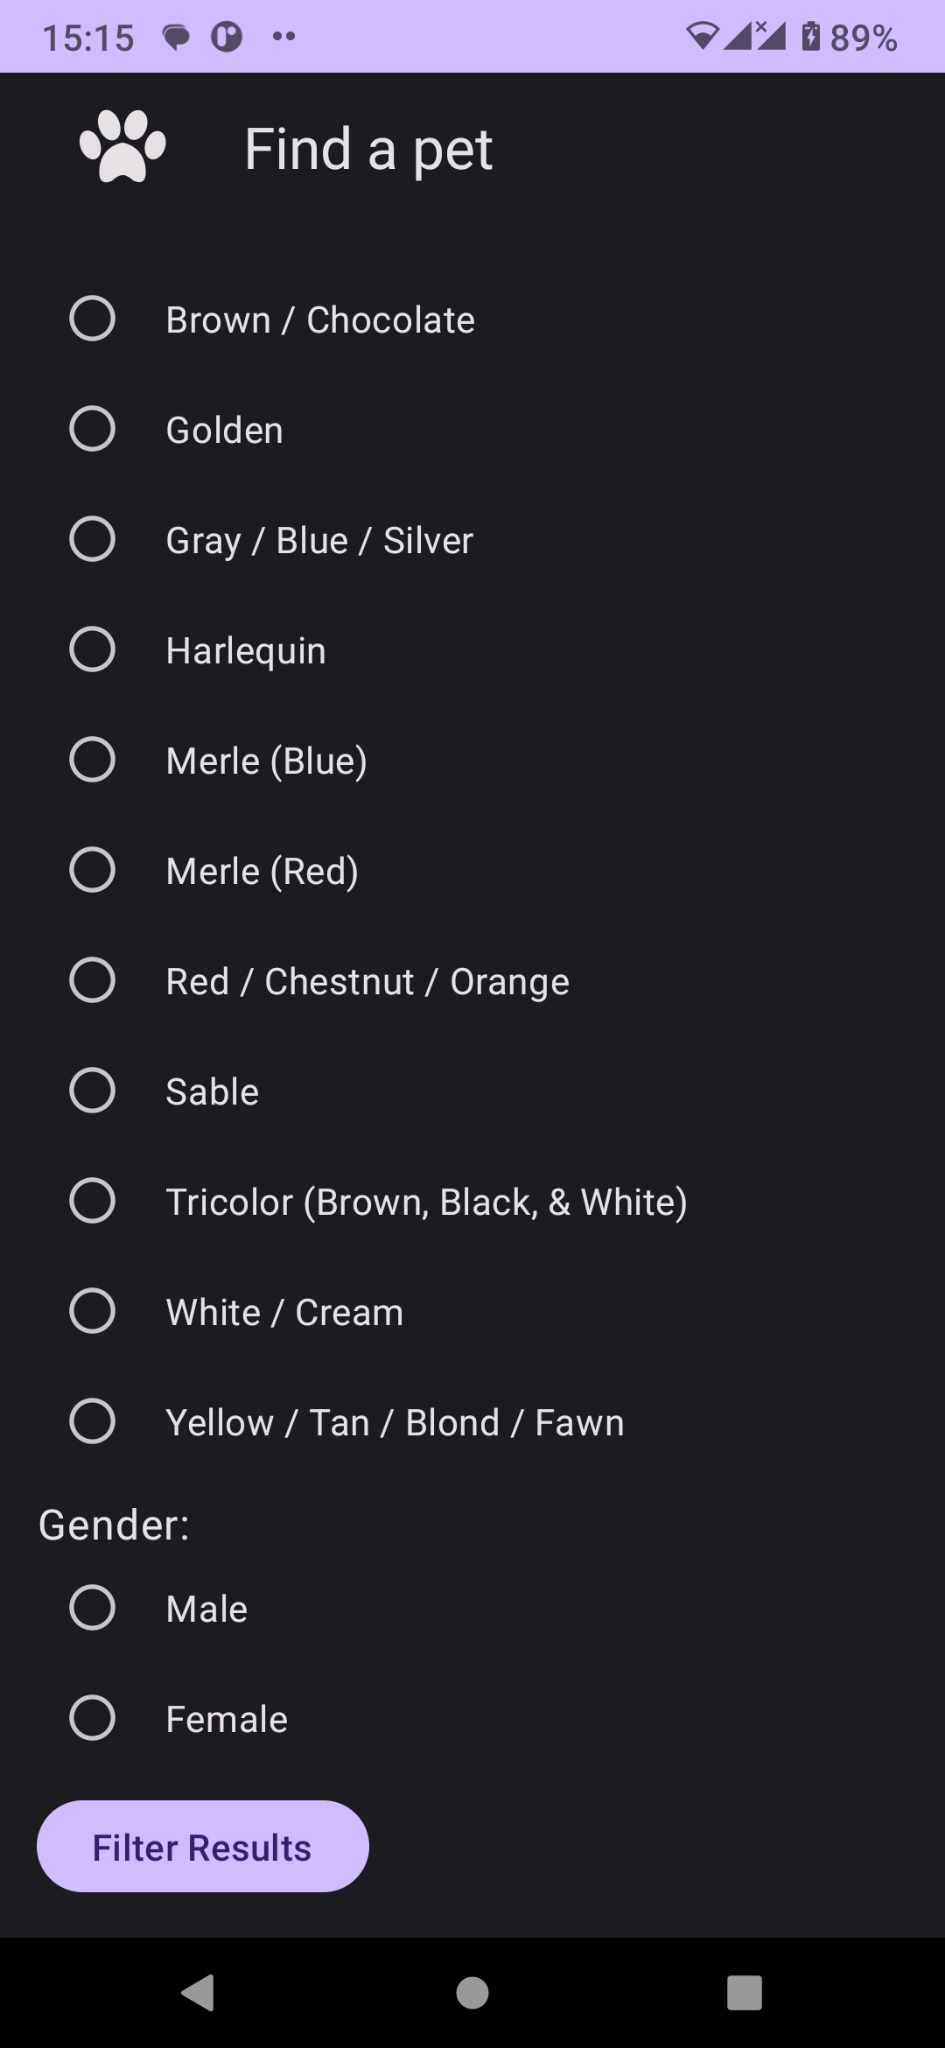 15:15 89%
Find a pet
Brown / Chocolate
Golden
Gray / Blue / Silver
Harlequin
Merle (Blue)
Merle (Red)
Red / Chestnut / Orange
Sable
Tricolor (Brown, Black, & White)
White / Cream
Yellow / Tan / Blond / Fawn
Gender:
Male
Female
Filter Results